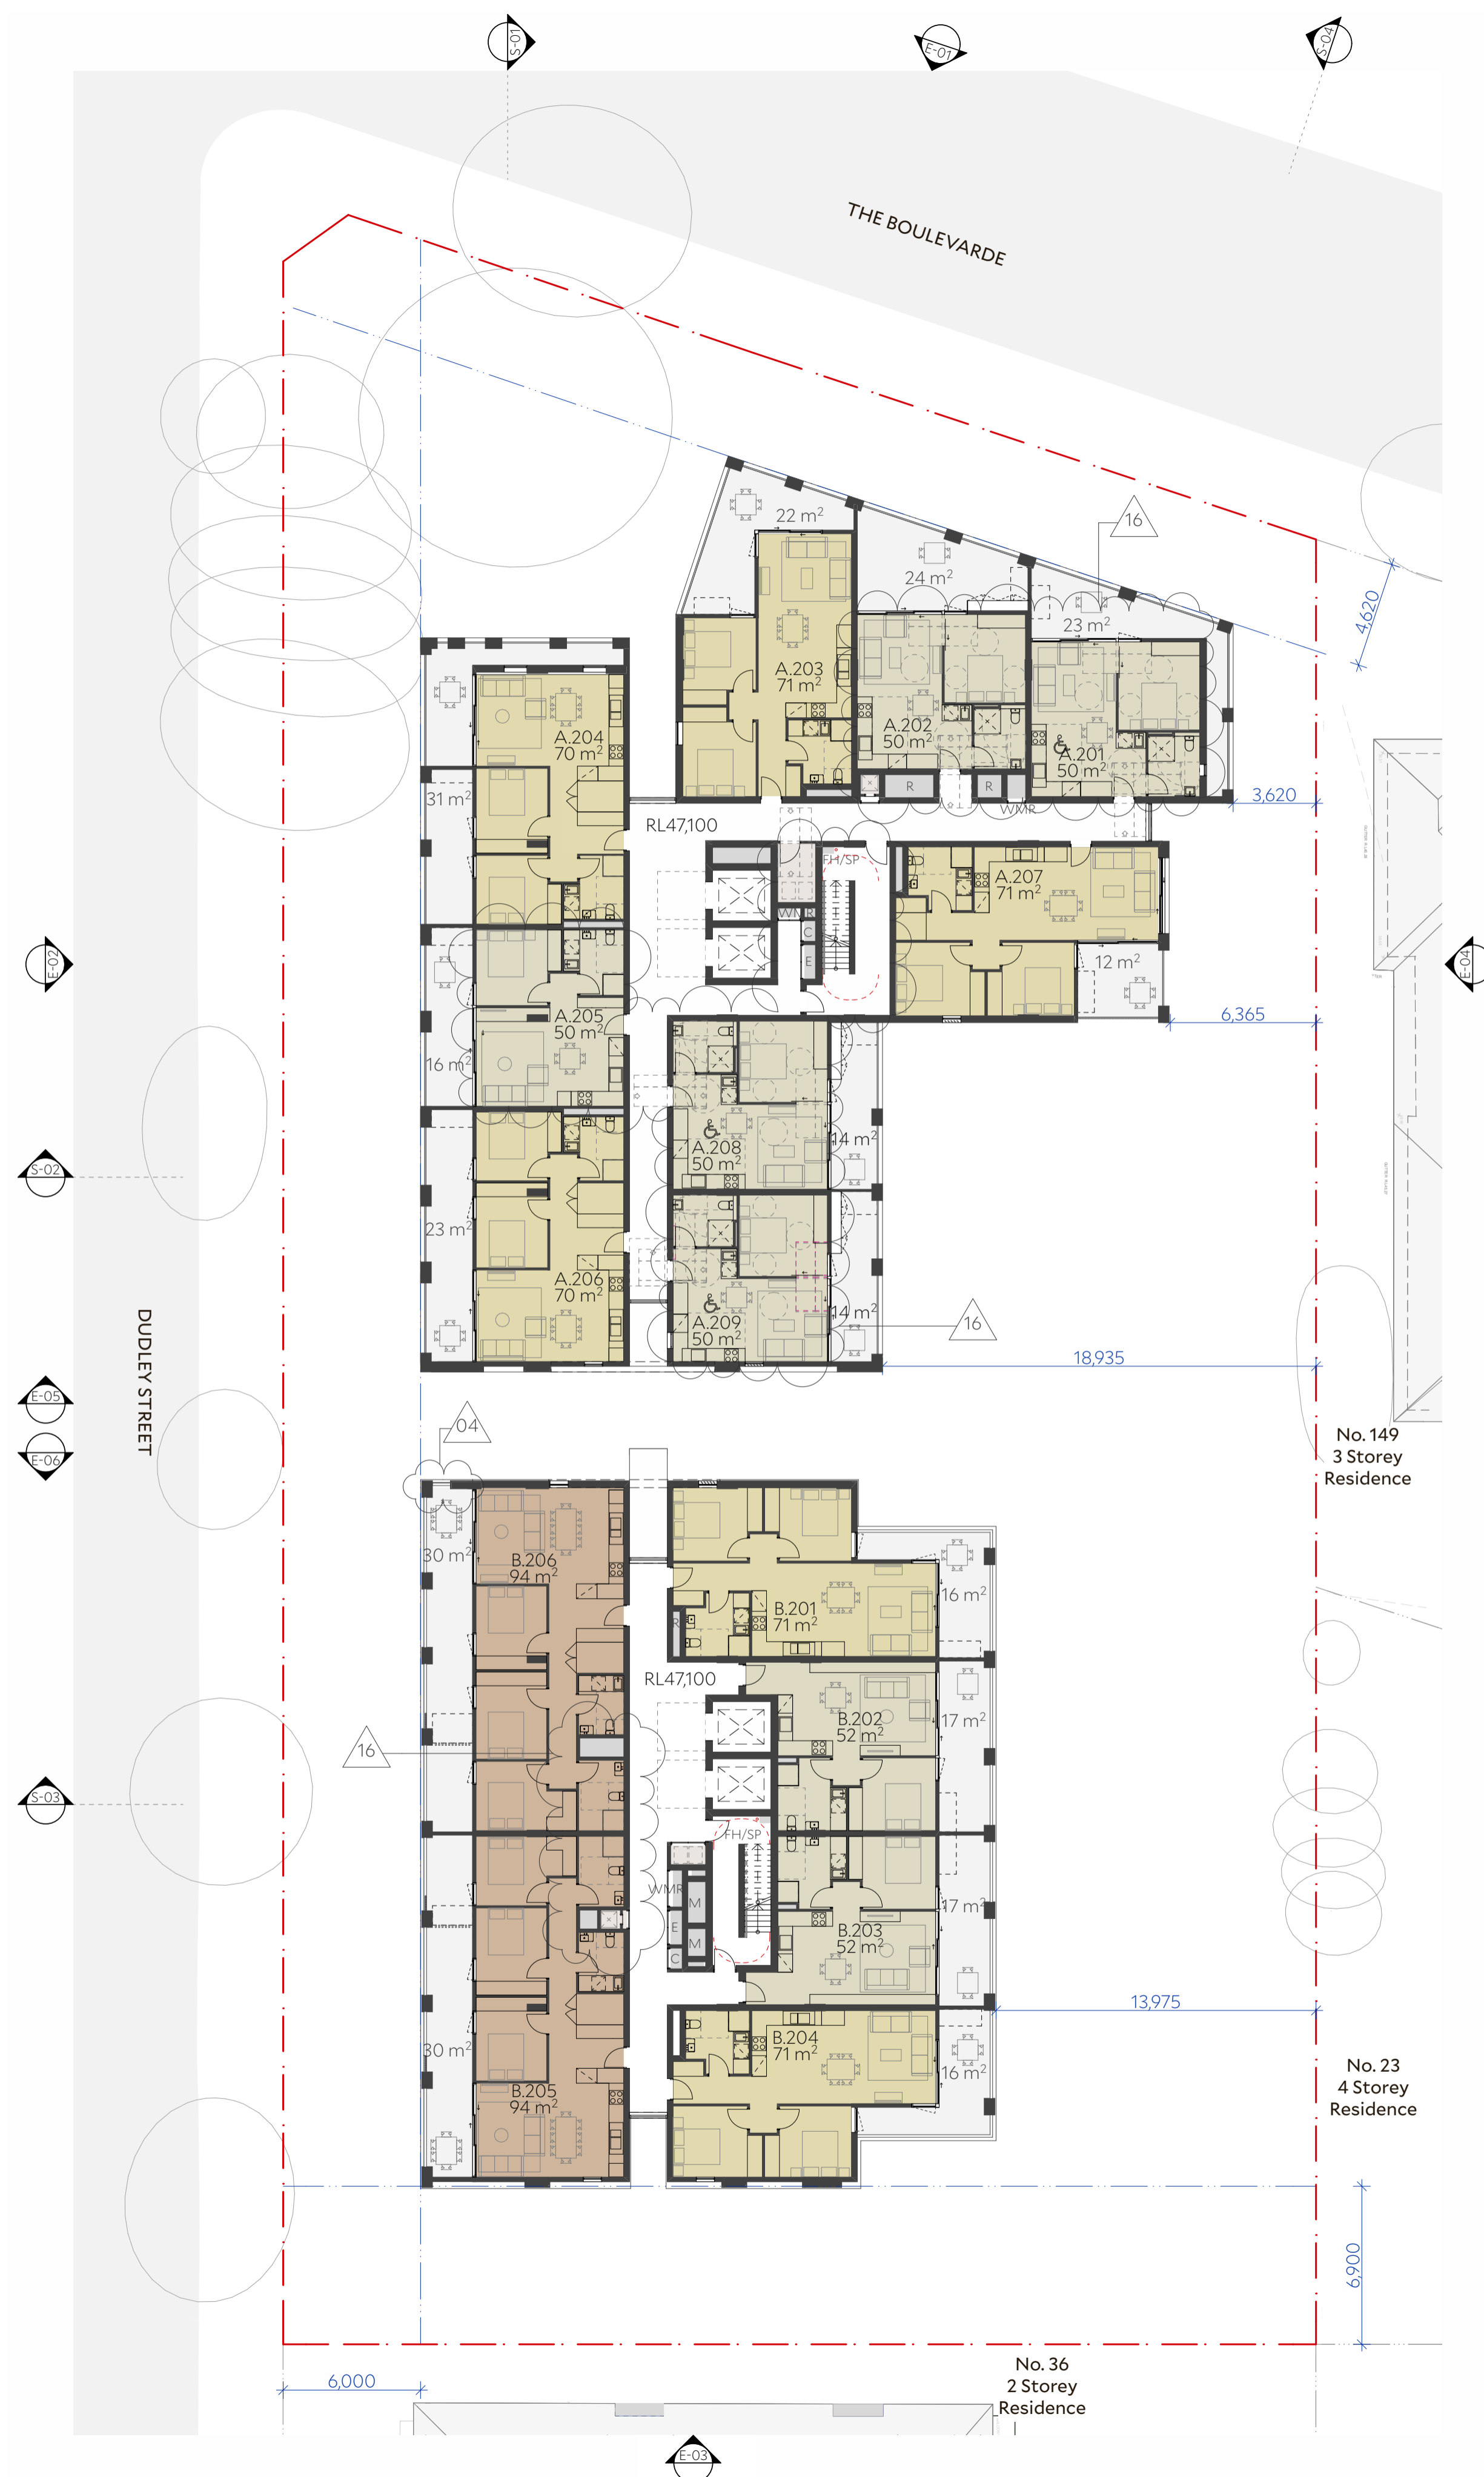 S-01
E-01
S-04
THE BOULEVARDE
16
22 m²
24 m²
23 m²
4,620
A.203
71 m²
A.202
50 m²
A.201
50 m²
A.204
70 m²
31 m²
R
R
WMR
3,620
RL47,100
FH/SP
A.207
71 m²
WMR
C
E
12 m²
E-02
E-04
6,365
A.205
50 m²
16 m²
A.208
50 m²
14 m²
S-02
23 m²
A.206
70 m²
A.209
50 m²
14 m²
16
18,935
DUDLEY STREET
E-05
E-06
04
No. 149
3 Storey
Residence
30 m²
B.206
94 m²
B.201
71 m²
16 m²
R
RL47,100
B.202
52 m²
17 m²
16
S-03
FH/SP
WMR
M
E
M
C
17 m²
B.203
52 m²
13,975
30 m²
B.205
94 m²
B.204
71 m²
16 m²
No. 23
4 Storey
Residence
6,900
6,000
No. 36
2 Storey
Residence
E-03